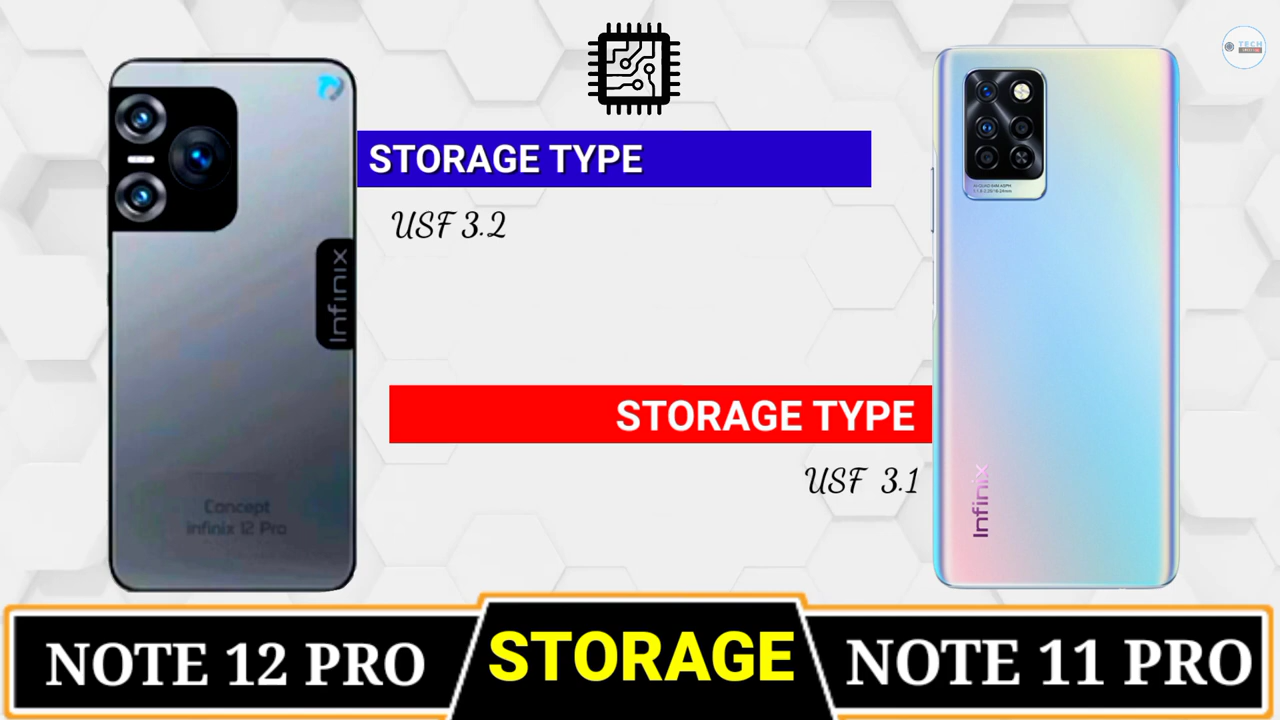 TECH
STORAGE TYPE
USF 3.2
Infinix
STORAGE TYPE
USF 3.1
Infinix
Concept
Infinix 12 Pro
NOTE 12 PRO
STORAGE
NOTE 11 PRO